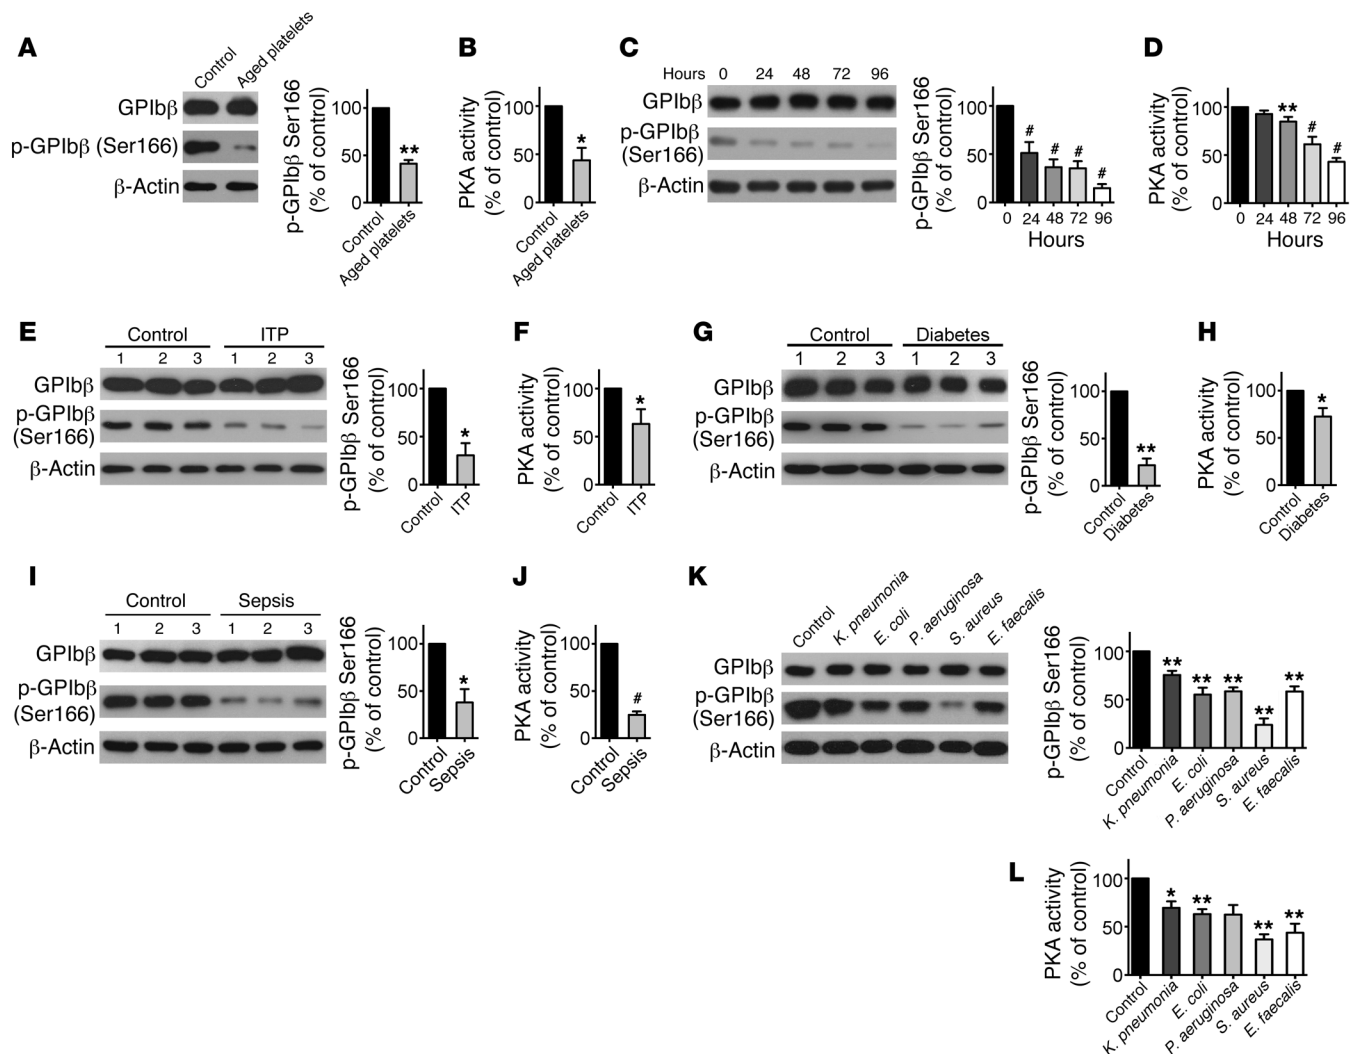 A
Control
Aged platelets
GPIbβ
p-GPIbβ (Ser166)
β-Actin
p-GPIbβ Ser166
(% of control)
100
50
0
**
Control
Aged platelets
B
PKA activity
(% of control)
100
50
0
*
Control
Aged platelets
C
Hours 0 24 48 72 96
GPIbβ
p-GPIbβ
(Ser166)
β-Actin
p-GPIbβ Ser166
(% of control)
100
50
0
# # # #
0 24 48 72 96
Hours
D
PKA activity
(% of control)
100
50
0
** # #
0 24 48 72 96
Hours
E
Control ITP
1 2 3 1 2 3
GPIbβ
p-GPIbβ
(Ser166)
β-Actin
p-GPIbβ Ser166
(% of control)
100
50
0
*
Control
ITP
F
PKA activity
(% of control)
100
50
0
*
Control
ITP
G
Control Diabetes
1 2 3 1 2 3
GPIbβ
p-GPIbβ
(Ser166)
β-Actin
p-GPIbβ Ser166
(% of control)
100
50
0
**
Control
Diabetes
H
PKA activity
(% of control)
100
50
0
*
Control
Diabetes
I
Control Sepsis
1 2 3 1 2 3
GPIbβ
p-GPIbβ
(Ser166)
β-Actin
p-GPIbβ Ser166
(% of control)
100
50
0
*
Control
Sepsis
J
PKA activity
(% of control)
100
50
0
#
Control
Sepsis
K
Control
K. pneumonia
E. coli
P. aeruginosa
S. aureus
E. faecalis
GPIbβ
p-GPIbβ
(Ser166)
β-Actin
p-GPIbβ Ser166
(% of control)
100
50
0
** ** ** ** **
Control
K. pneumonia
E. coli
P. aeruginosa
S. aureus
E. faecalis
L
PKA activity
(% of control)
100
50
0
* ** ** **
Control
K. pneumonia
E. coli
P. aeruginosa
S. aureus
E. faecalis